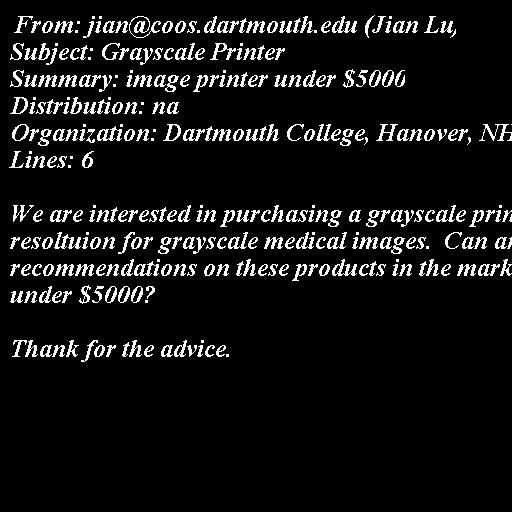 From: jian@coos.dartmouth.edu (Jian Lu,
Subject: Grayscale Printer
Summary: image printer under $5000
Distribution: na
Organization: Dartmouth College, Hanover, NH
Lines: 6
We are interested in purchasing a grayscale prin
resoltuion for grayscale medical images.  Can an
recommendations on these products in the mark
under $5000?
Thank for the advice.